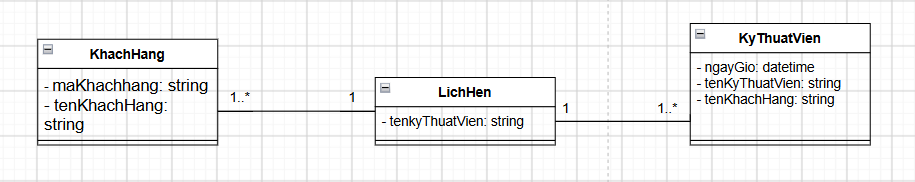 KhachHang
- maKhachhang: string
- tenKhachHang:
string
1..*
1
LichHen
- tenkyThuatVien: string
1
1..*
KyThuatVien
- ngayGio: datetime
- tenKyThuatVien: string
- tenKhachHang: string